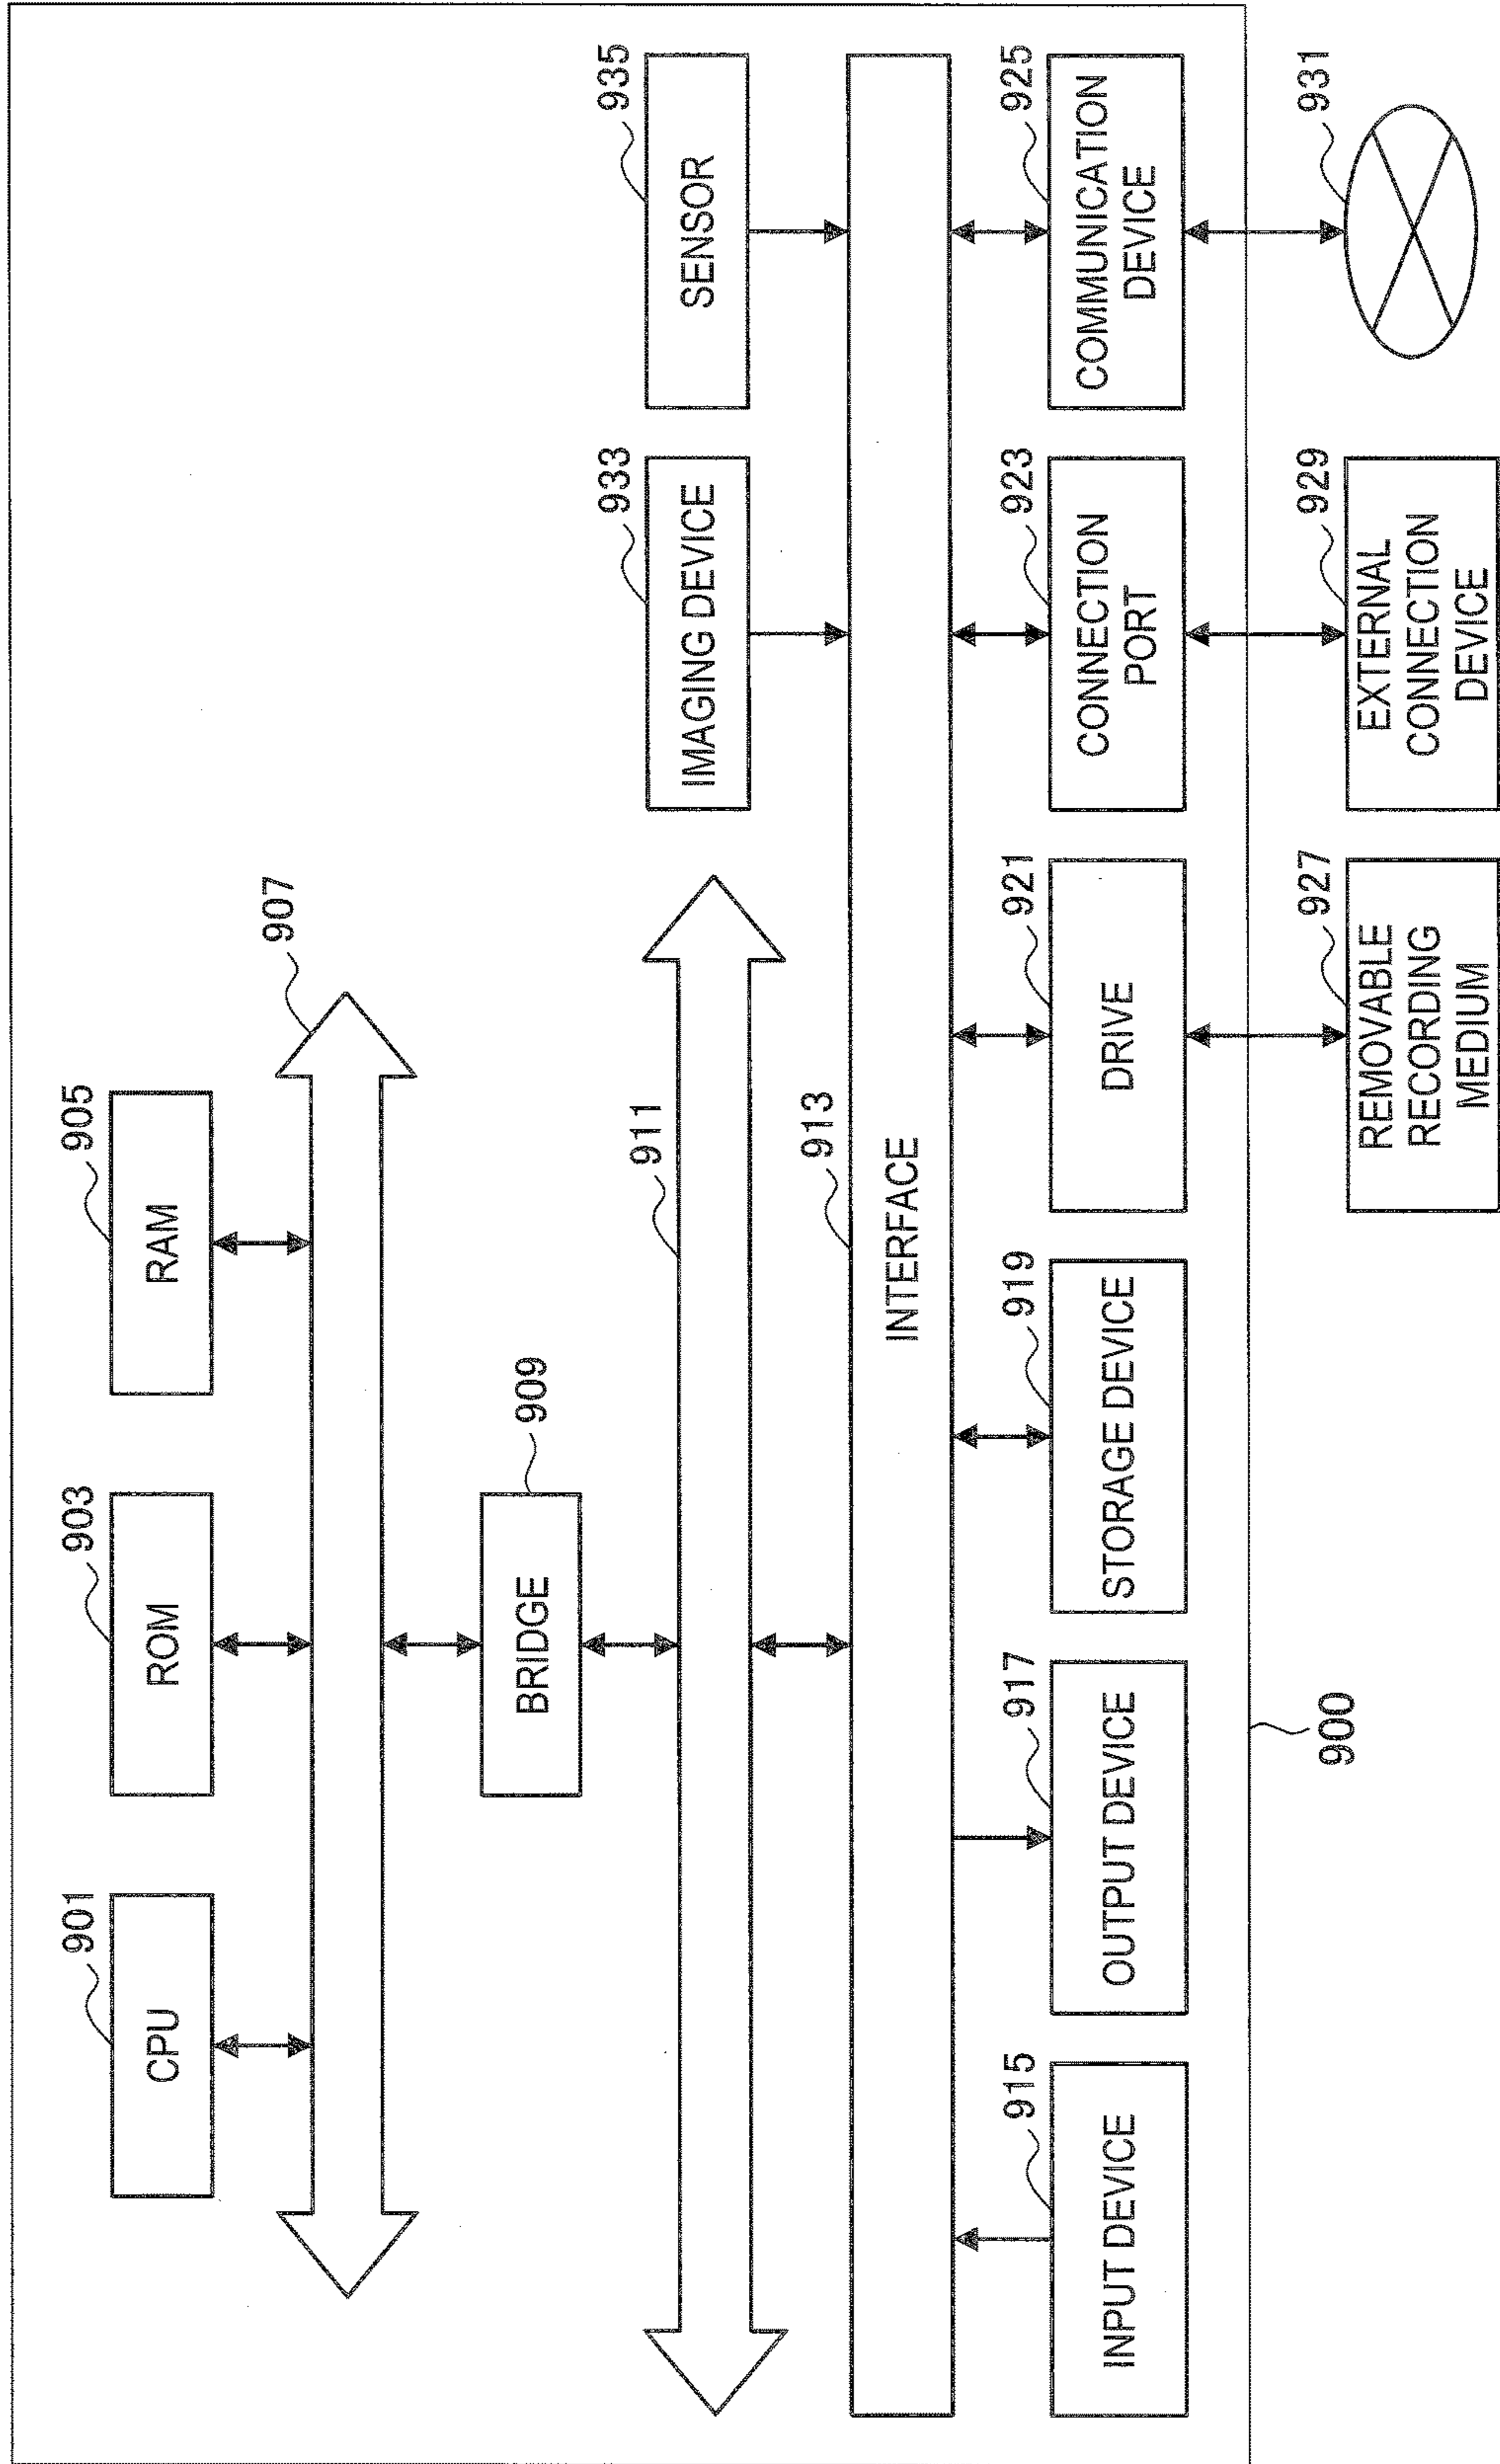 901
CPU
903
ROM
905
RAM
907
909
BRIDGE
911
933
IMAGING DEVICE
935
SENSOR
913
INTERFACE
915
INPUT DEVICE
917
OUTPUT DEVICE
919
STORAGE DEVICE
921
DRIVE
923
CONNECTION
PORT
925
COMMUNICATION
DEVICE
900
927
REMOVABLE
RECORDING
MEDIUM
929
EXTERNAL
CONNECTION
DEVICE
931